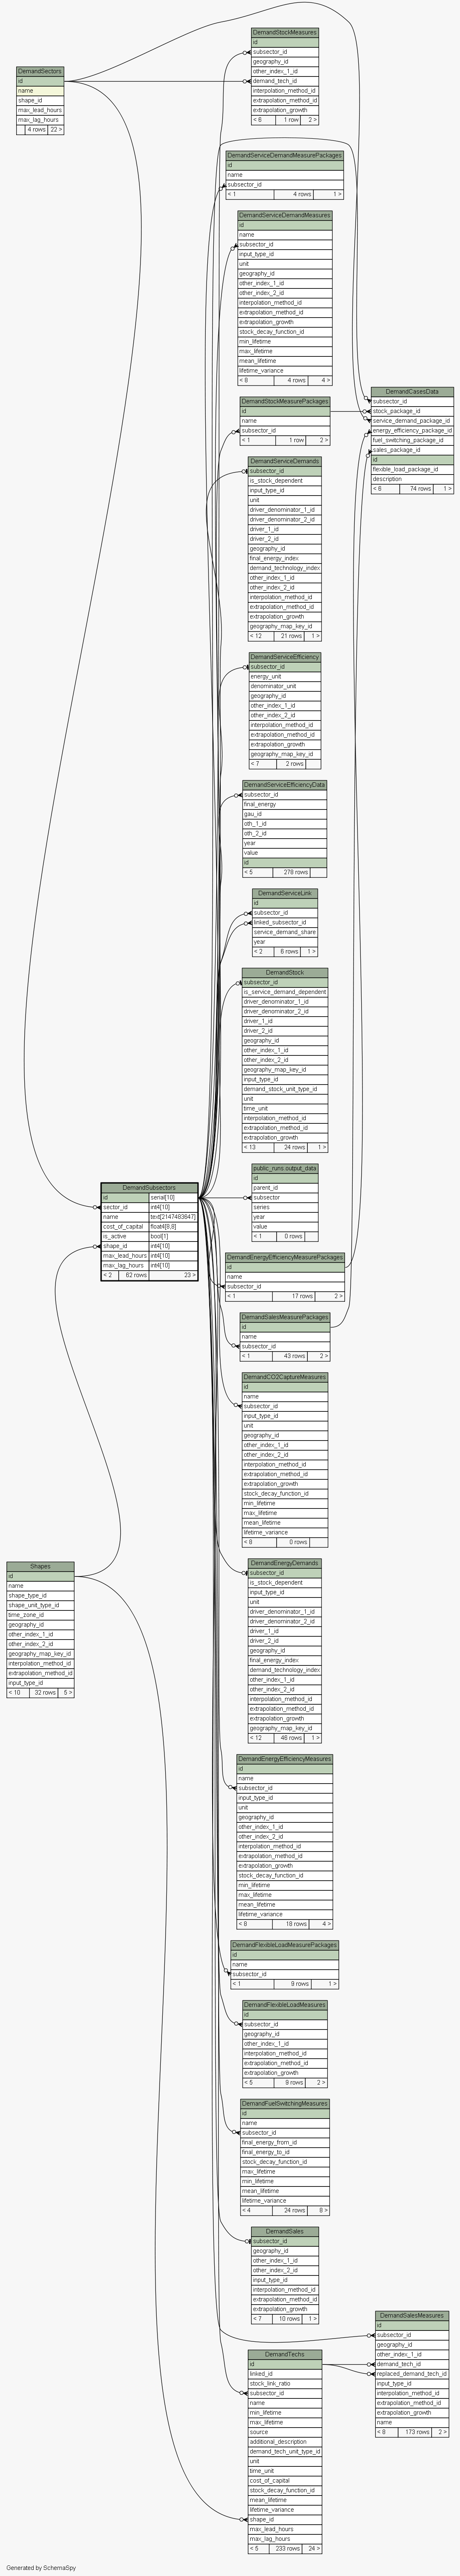 DemandStockMeasures
id
subsector_id
geography_id
other_index_1_id
demand_tech_id
interpolation_method_id
extrapolation_method_id
extrapolation_growth
< 6 1 row 2 >
DemandSectors
id
name
shape_id
max_lead_hours
max_lag_hours
4 rows 22 >
DemandServiceDemandMeasurePackages
id
name
subsector_id
< 1 4 rows 1 >
DemandServiceDemandMeasures
id
name
subsector_id
input_type_id
unit
geography_id
other_index_1_id
other_index_2_id
interpolation_method_id
extrapolation_method_id
extrapolation_growth
stock_decay_function_id
min_lifetime
max_lifetime
mean_lifetime
lifetime_variance
< 8 4 rows 4 >
DemandCasesData
subsector_id
stock_package_id
service_demand_package_id
energy_efficiency_package_id
fuel_switching_package_id
sales_package_id
id
flexible_load_package_id
description
< 6 74 rows 1 >
DemandStockMeasurePackages
id
name
subsector_id
< 1 1 row 2 >
DemandServiceDemands
subsector_id
is_stock_dependent
input_type_id
unit
driver_denominator_1_id
driver_denominator_2_id
driver_1_id
driver_2_id
geography_id
final_energy_index
demand_technology_index
other_index_1_id
other_index_2_id
interpolation_method_id
extrapolation_method_id
extrapolation_growth
geography_map_key_id
< 12 21 rows 1 >
DemandServiceEfficiency
subsector_id
energy_unit
denominator_unit
geography_id
other_index_1_id
other_index_2_id
interpolation_method_id
extrapolation_method_id
extrapolation_growth
geography_map_key_id
< 7 2 rows
DemandServiceEfficiencyData
subsector_id
final_energy
gau_id
oth_1_id
oth_2_id
year
value
id
< 5 278 rows
DemandServiceLink
id
subsector_id
linked_subsector_id
service_demand_share
year
< 2 6 rows 1 >
DemandStock
subsector_id
is_service_demand_dependent
driver_denominator_1_id
driver_denominator_2_id
driver_1_id
driver_2_id
geography_id
other_index_1_id
other_index_2_id
geography_map_key_id
input_type_id
demand_stock_unit_type_id
unit
time_unit
interpolation_method_id
extrapolation_method_id
extrapolation_growth
< 13 24 rows 1 >
public_runs.output_data
id
parent_id
subsector
series
year
value
< 1 0 rows
DemandSubsectors
id serial[10]
sector_id int4[10]
name text[2147483647]
cost_of_capital float4[8,8]
is_active bool[1]
shape_id int4[10]
max_lead_hours int4[10]
max_lag_hours int4[10]
< 2 62 rows 23 >
DemandEnergyEfficiencyMeasurePackages
id
name
subsector_id
< 1 17 rows 2 >
DemandSalesMeasurePackages
id
name
subsector_id
< 1 43 rows 2 >
DemandCO2CaptureMeasures
id
name
subsector_id
input_type_id
unit
geography_id
other_index_1_id
other_index_2_id
interpolation_method_id
extrapolation_method_id
extrapolation_growth
stock_decay_function_id
min_lifetime
max_lifetime
mean_lifetime
lifetime_variance
< 8 0 rows
DemandEnergyDemands
subsector_id
is_stock_dependent
input_type_id
unit
driver_denominator_1_id
driver_denominator_2_id
driver_1_id
driver_2_id
geography_id
final_energy_index
demand_technology_index
other_index_1_id
other_index_2_id
interpolation_method_id
extrapolation_method_id
extrapolation_growth
geography_map_key_id
< 12 46 rows 1 >
Shapes
id
name
shape_type_id
shape_unit_type_id
time_zone_id
geography_id
other_index_1_id
other_index_2_id
geography_map_key_id
interpolation_method_id
extrapolation_method_id
input_type_id
< 10 32 rows 5 >
DemandEnergyEfficiencyMeasures
id
name
subsector_id
input_type_id
unit
geography_id
other_index_1_id
other_index_2_id
interpolation_method_id
extrapolation_method_id
extrapolation_growth
stock_decay_function_id
min_lifetime
max_lifetime
mean_lifetime
lifetime_variance
< 8 18 rows 4 >
DemandFlexibleLoadMeasurePackages
id
name
subsector_id
< 1 9 rows 1 >
DemandFlexibleLoadMeasures
id
subsector_id
geography_id
other_index_1_id
interpolation_method_id
extrapolation_method_id
extrapolation_growth
< 5 9 rows 2 >
DemandFuelSwitchingMeasures
id
name
subsector_id
final_energy_from_id
final_energy_to_id
stock_decay_function_id
max_lifetime
min_lifetime
mean_lifetime
lifetime_variance
< 4 24 rows 8 >
DemandSales
subsector_id
geography_id
other_index_1_id
other_index_2_id
input_type_id
interpolation_method_id
extrapolation_method_id
extrapolation_growth
< 7 10 rows 1 >
DemandSalesMeasures
id
subsector_id
geography_id
other_index_1_id
demand_tech_id
replaced_demand_tech_id
input_type_id
interpolation_method_id
extrapolation_method_id
extrapolation_growth
name
< 8 173 rows 2 >
DemandTechs
id
linked_id
stock_link_ratio
subsector_id
name
min_lifetime
max_lifetime
source
additional_description
demand_tech_unit_type_id
unit
time_unit
cost_of_capital
stock_decay_function_id
mean_lifetime
lifetime_variance
shape_id
max_lead_hours
max_lag_hours
< 5 233 rows 24 >
Generated by SchemaSpy